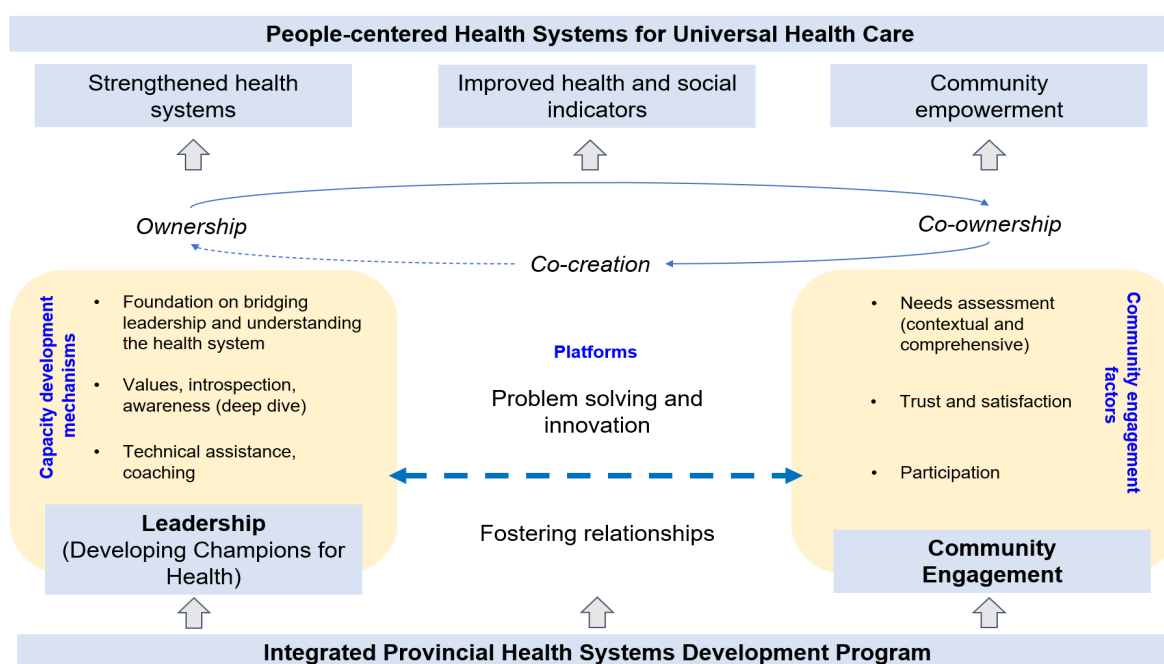 People-centered Health Systems for Universal Health Care
Strengthened health
systems
Improved health and social
indicators
Community
empowerment
Ownership
Co-ownership
Co-creation
Capacity development
mechanisms
• Foundation on bridging
leadership and understanding
the health system
• Values, introspection,
awareness (deep dive)
• Technical assistance,
coaching
Leadership
(Developing Champions for
Health)
Platforms
Problem solving and
innovation
Fostering relationships
• Needs assessment
(contextual and
comprehensive)
• Trust and satisfaction
• Participation
Community engagement
factors
Community
Engagement
Integrated Provincial Health Systems Development Program